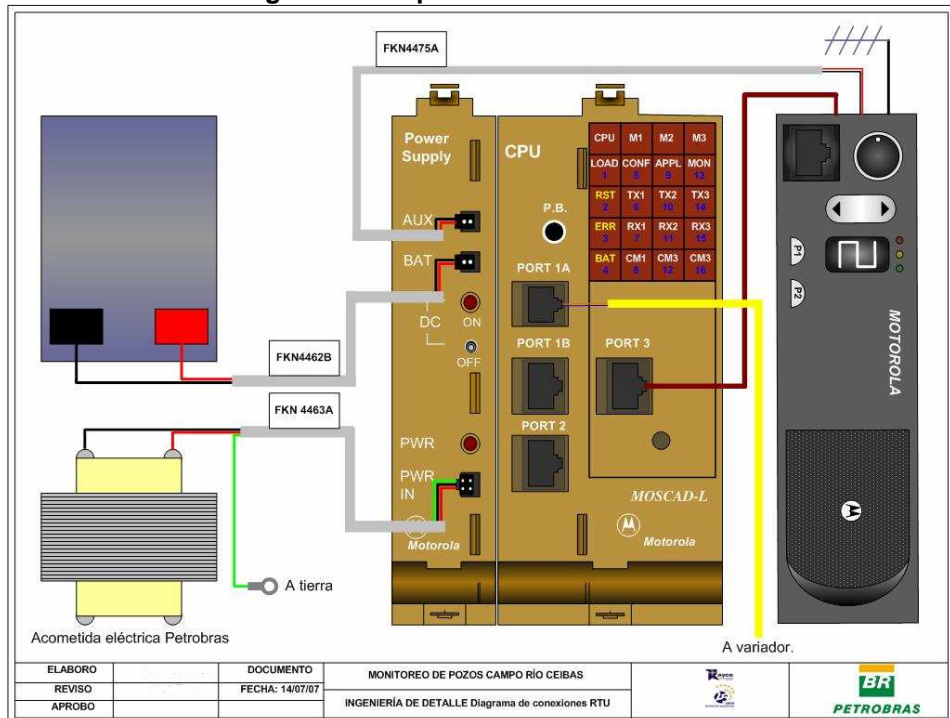 FKN4475A
Power
Supply
CPU
CPU M1 M2 M3
LOAD CONF APPL MON
1 5 9 13
RST TX1 TX2 TX3
2 6 10 14
ERR RX1 RX2 RX3
3 7 11 15
BAT CM1 CM3 CM3
4 8 12 16
AUX
P.B.
BAT
PORT 1A
DC
ON
OFF
P1
P2
MOTOROLA
FKN4462B
PORT 1B
PORT 3
FKN 4463A
PORT 2
PWR
PWR
IN
MOSCAD-L
Motorola
Motorola
A tierra
Acometida eléctrica Petrobras
A variador.
ELABORO
DOCUMENTO
MONITOREO DE POZOS CAMPO RÍO CEIBAS
REVISO
FECHA: 14/07/07
APROBO
INGENIERÍA DE DETALLE Diagrama de conexiones RTU
BR
PETROBRAS